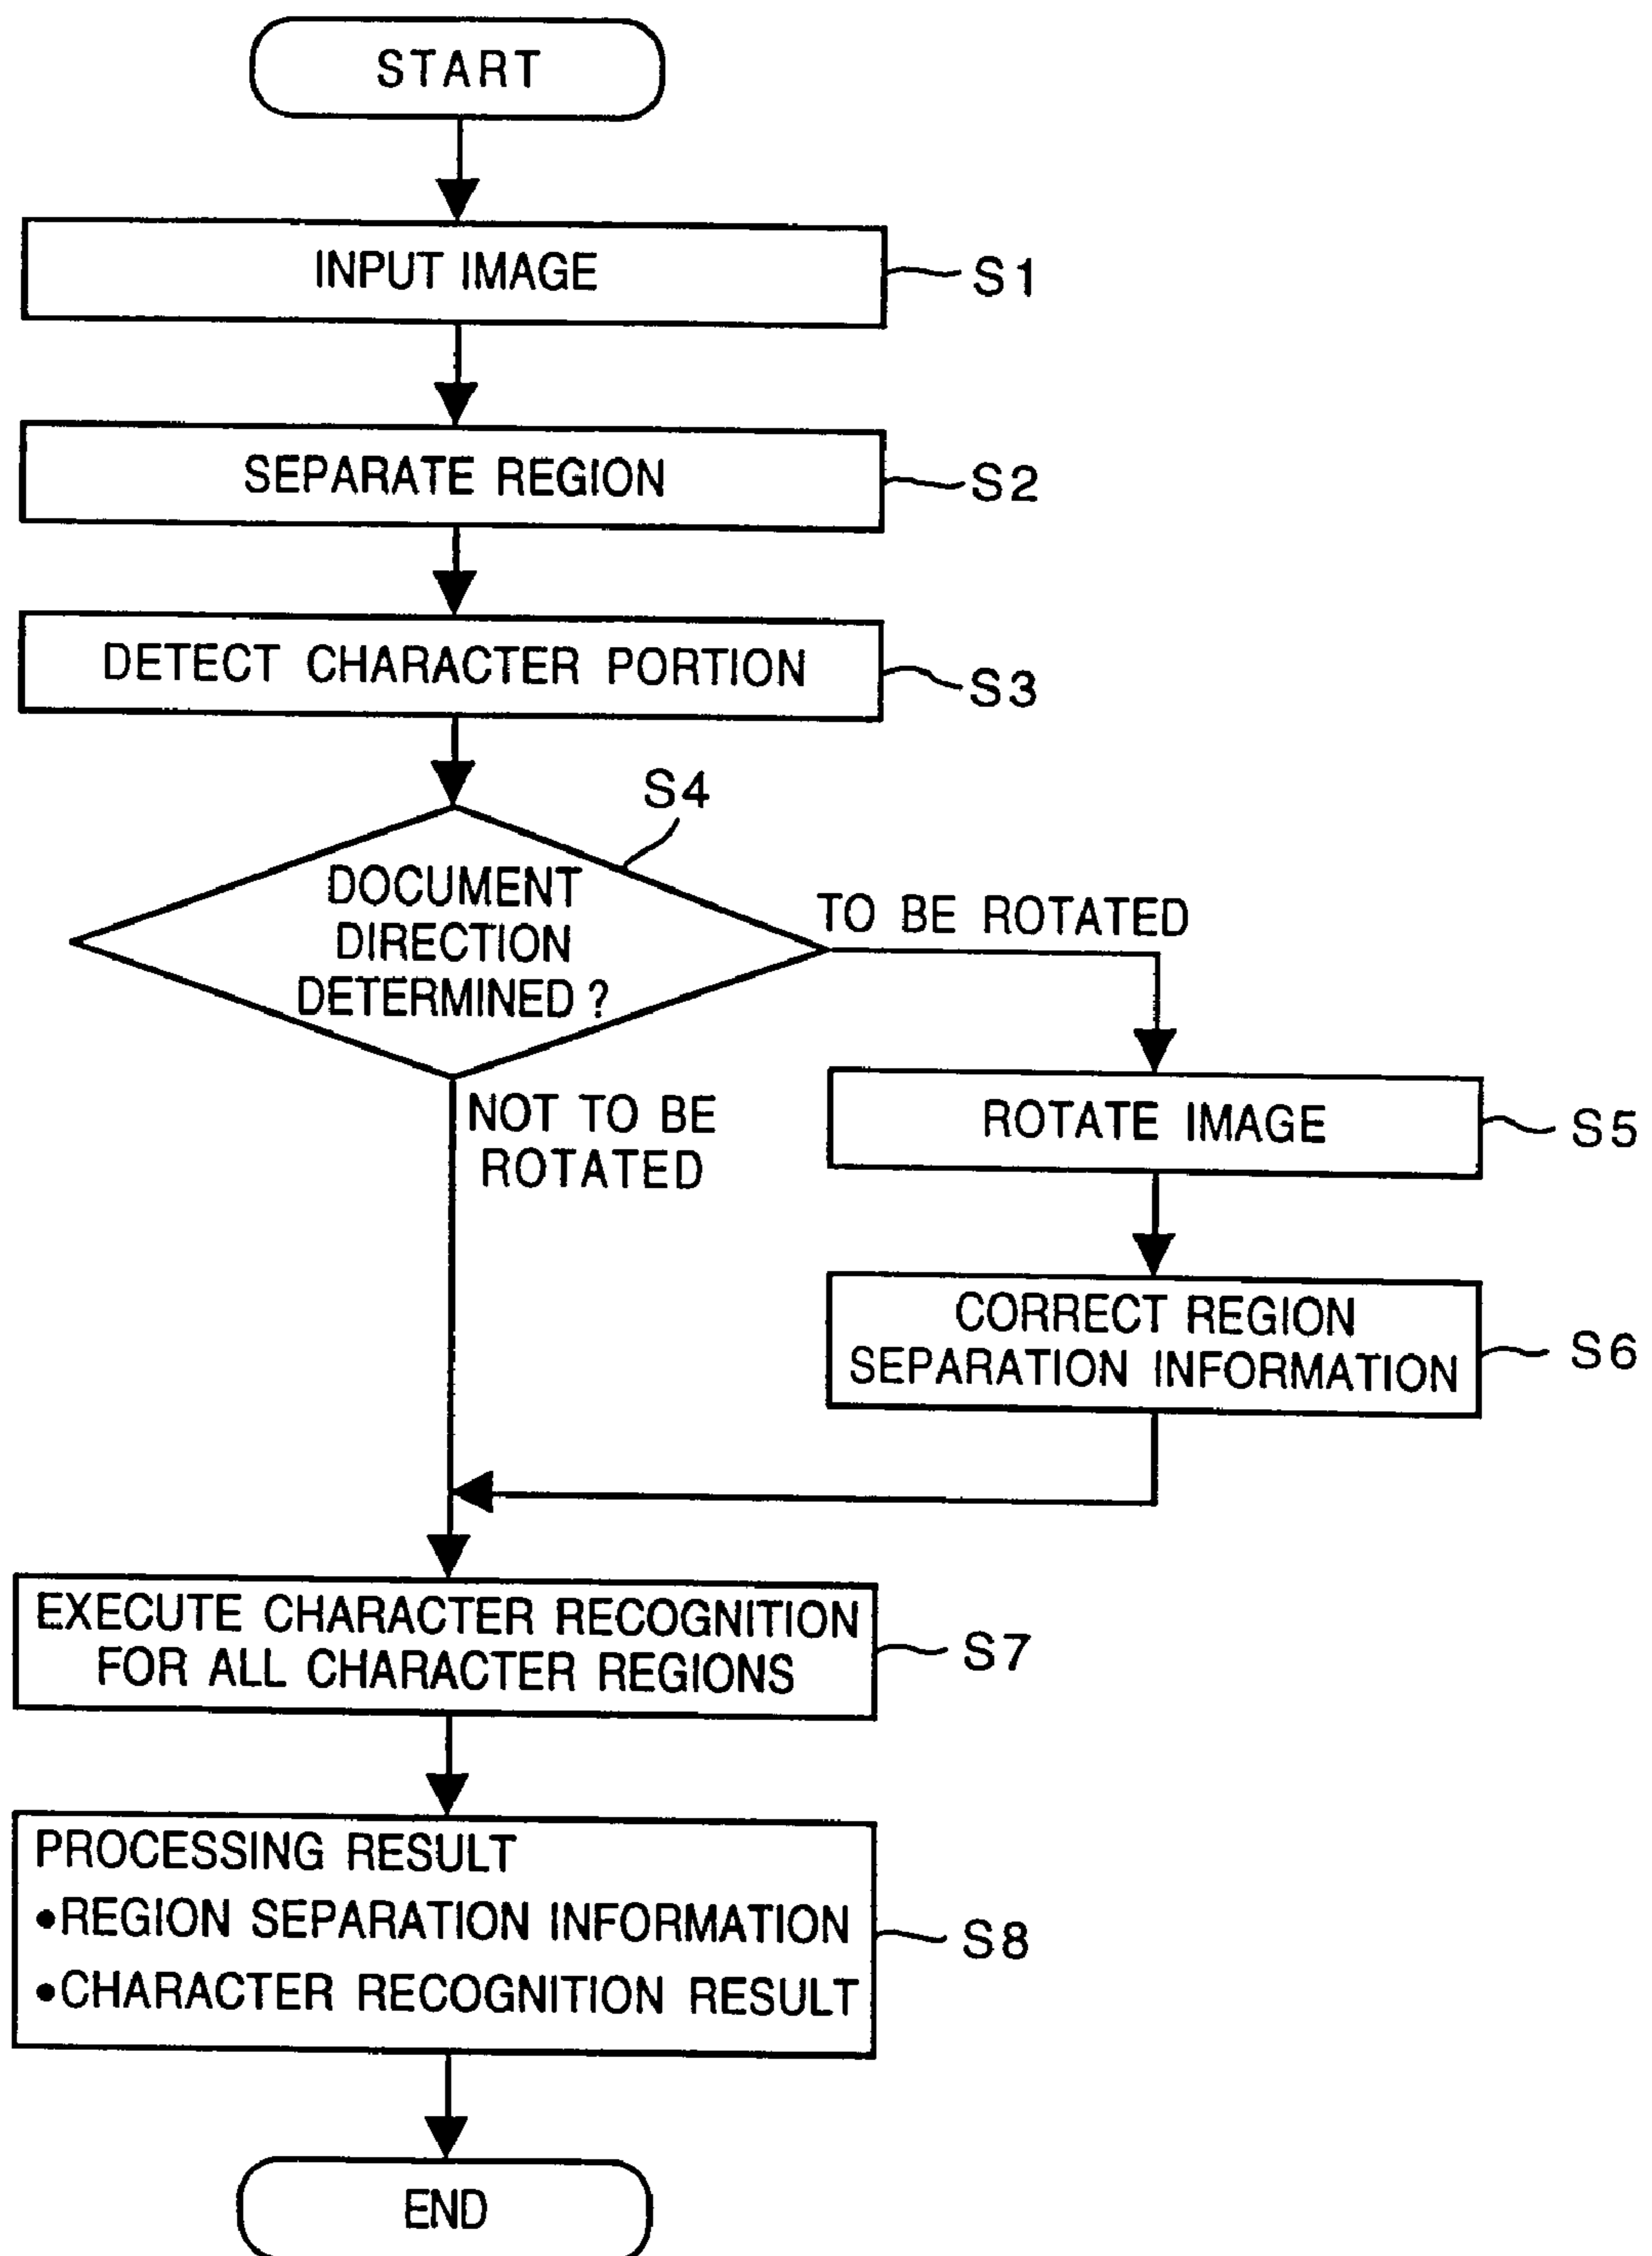 START
INPUT IMAGE
S1
SEPARATE REGION
S2
DETECT CHARACTER PORTION
S3
S4
DOCUMENT
DIRECTION
DETERMINED ?
TO BE ROTATED
NOT TO BE
ROTATED
ROTATE IMAGE
S5
CORRECT REGION
SEPARATION INFORMATION
S6
EXECUTE CHARACTER RECOGNITION
FOR ALL CHARACTER REGIONS
S7
PROCESSING RESULT
•REGION SEPARATION INFORMATION
•CHARACTER RECOGNITION RESULT
S8
END